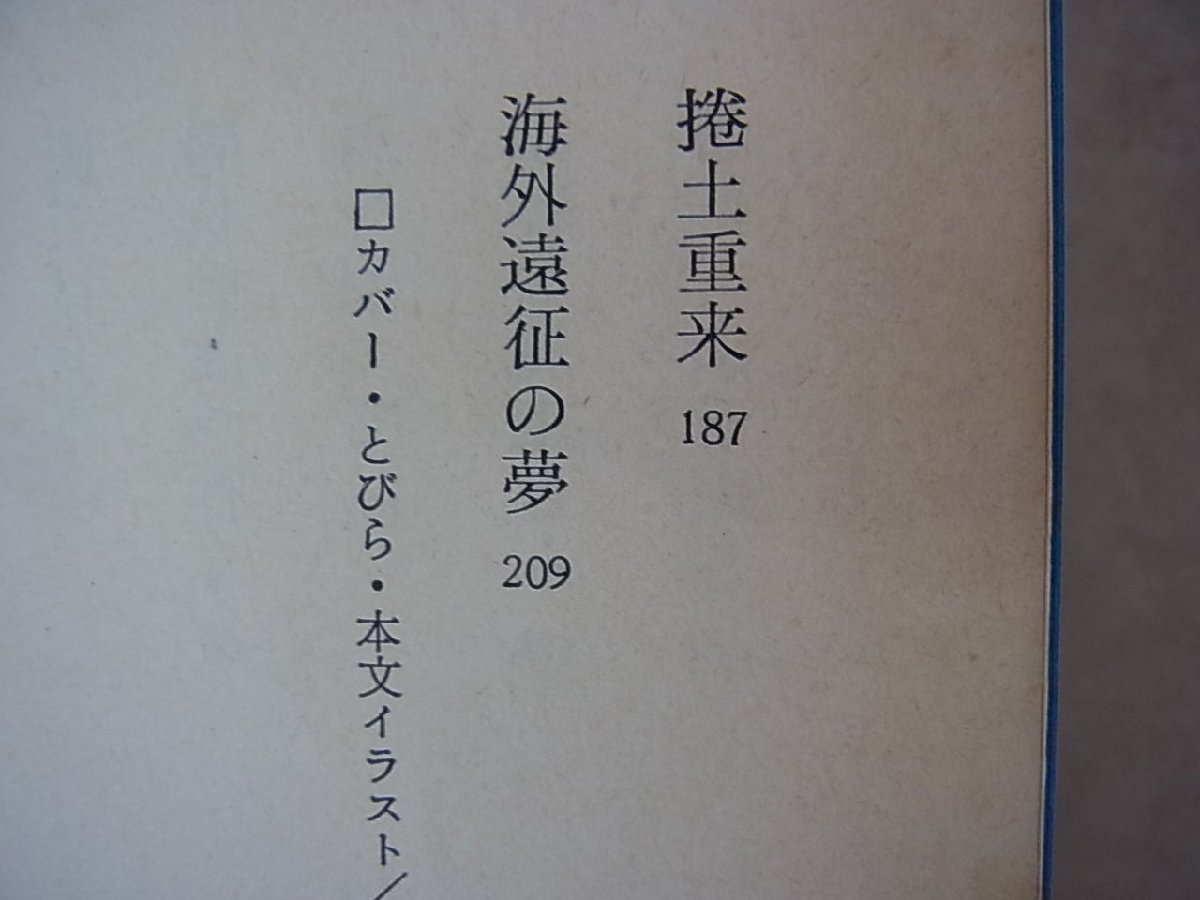 捲土重来 187
海外遠征の夢 209
□カバー・とびら・本文イラスト/